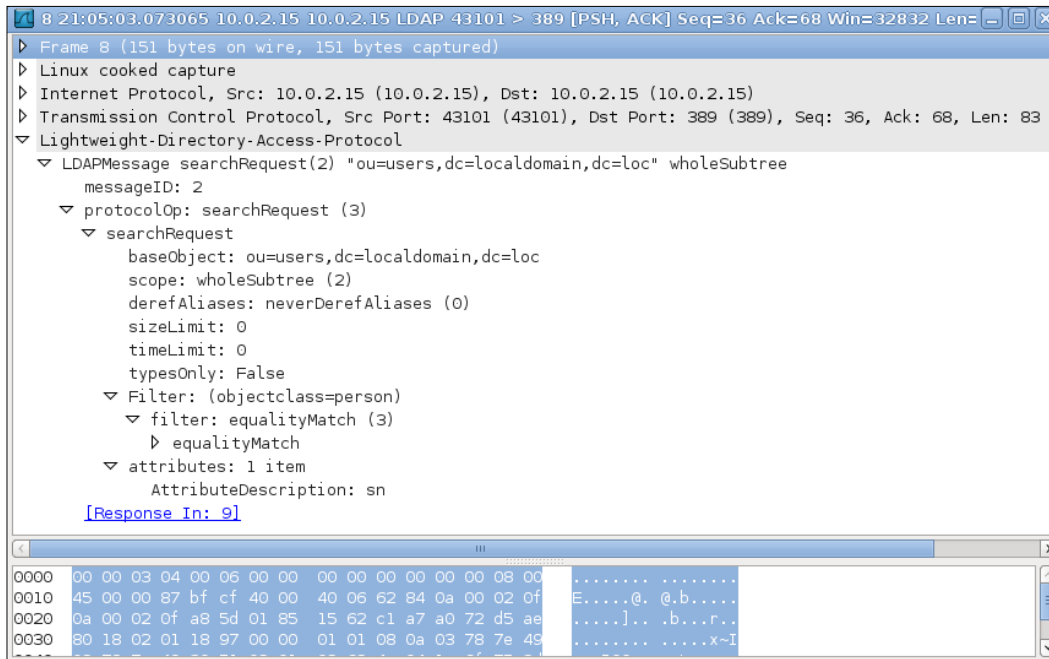 8 21:05:03.073065 10.0.2.15 10.0.2.15 LDAP 43101 > 389 [PSH, ACK] Seq=36 Ack=68 Win=32832 Len=
Frame 8 (151 bytes on wire, 151 bytes captured)
Linux cooked capture
Internet Protocol, Src: 10.0.2.15 (10.0.2.15), Dst: 10.0.2.15 (10.0.2.15)
Transmission Control Protocol, Src Port: 43101 (43101), Dst Port: 389 (389), Seq: 36, Ack: 68, Len: 83
Lightweight-Directory-Access-Protocol
LDAPMessage searchRequest(2) "ou=users,dc=localdomain,dc=loc" wholeSubtree
messageID: 2
protocolOp: searchRequest (3)
searchRequest
baseObject: ou=users,dc=localdomain,dc=loc
scope: wholeSubtree (2)
derefAliases: neverDerefAliases (0)
sizeLimit: 0
timeLimit: 0
typesOnly: False
Filter: (objectclass=person)
filter: equalityMatch (3)
equalityMatch
attributes: 1 item
AttributeDescription: sn
[Response In: 9]
0000 00 00 03 04 00 06 00 00 00 00 00 00 00 00 08 00 ........ ........
0010 45 00 00 87 bf cf 40 00 40 06 62 84 0a 00 02 0f E.....@. @.b.....
0020 0a 00 02 0f a8 5d 01 85 15 62 c1 a7 a0 72 d5 ae .....].. .b...r..
0030 80 18 02 01 18 97 00 00 01 01 08 0a 03 78 7e 49 ........ .....x~I